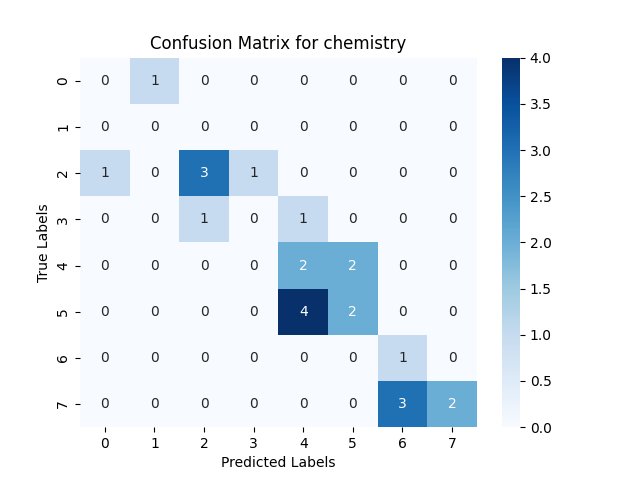 Confusion Matrix for chemistry
0 0 1 0 0 0 0 0 0
1 0 0 0 0 0 0 0 0
2 1 0 3 1 0 0 0 0
3 0 0 1 0 1 0 0 0
4 0 0 0 0 2 2 0 0
5 0 0 0 0 4 2 0 0
6 0 0 0 0 0 0 1 0
7 0 0 0 0 0 0 3 2
0 1 2 3 4 5 6 7
True Labels
Predicted Labels
4.0
3.5
3.0
2.5
2.0
1.5
1.0
0.5
0.0